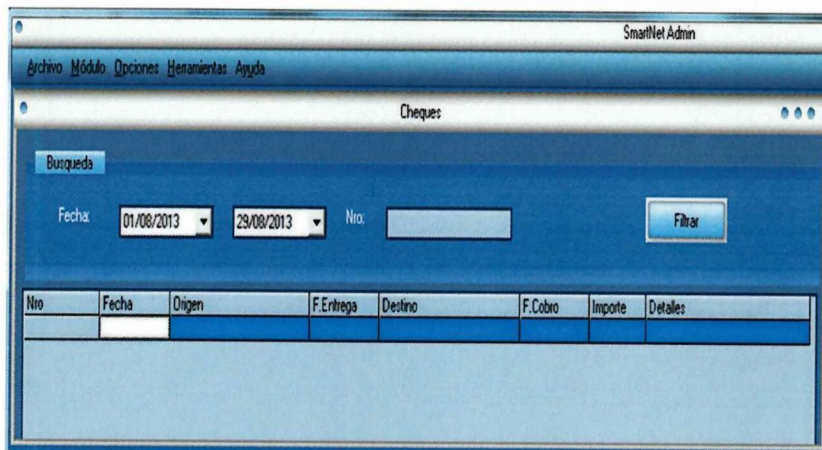 SmartNet Admin
Archivo Módulo Opciones Herramientas Ayuda
Cheques
Busqueda
Fecha: 01/08/2013 29/08/2013 Nro: Filtrar
Nro Fecha Origen F.Entrega Destino F.Cobro Importe Detalles